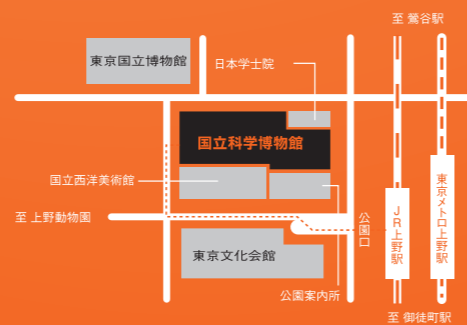 至 鶯谷駅
東京国立博物館
日本学士院
国立科学博物館
国立西洋美術館
至 上野動物園
公園口
JR上野駅
東京メトロ上野駅
東京文化会館
公園案内所
至 御徒町駅